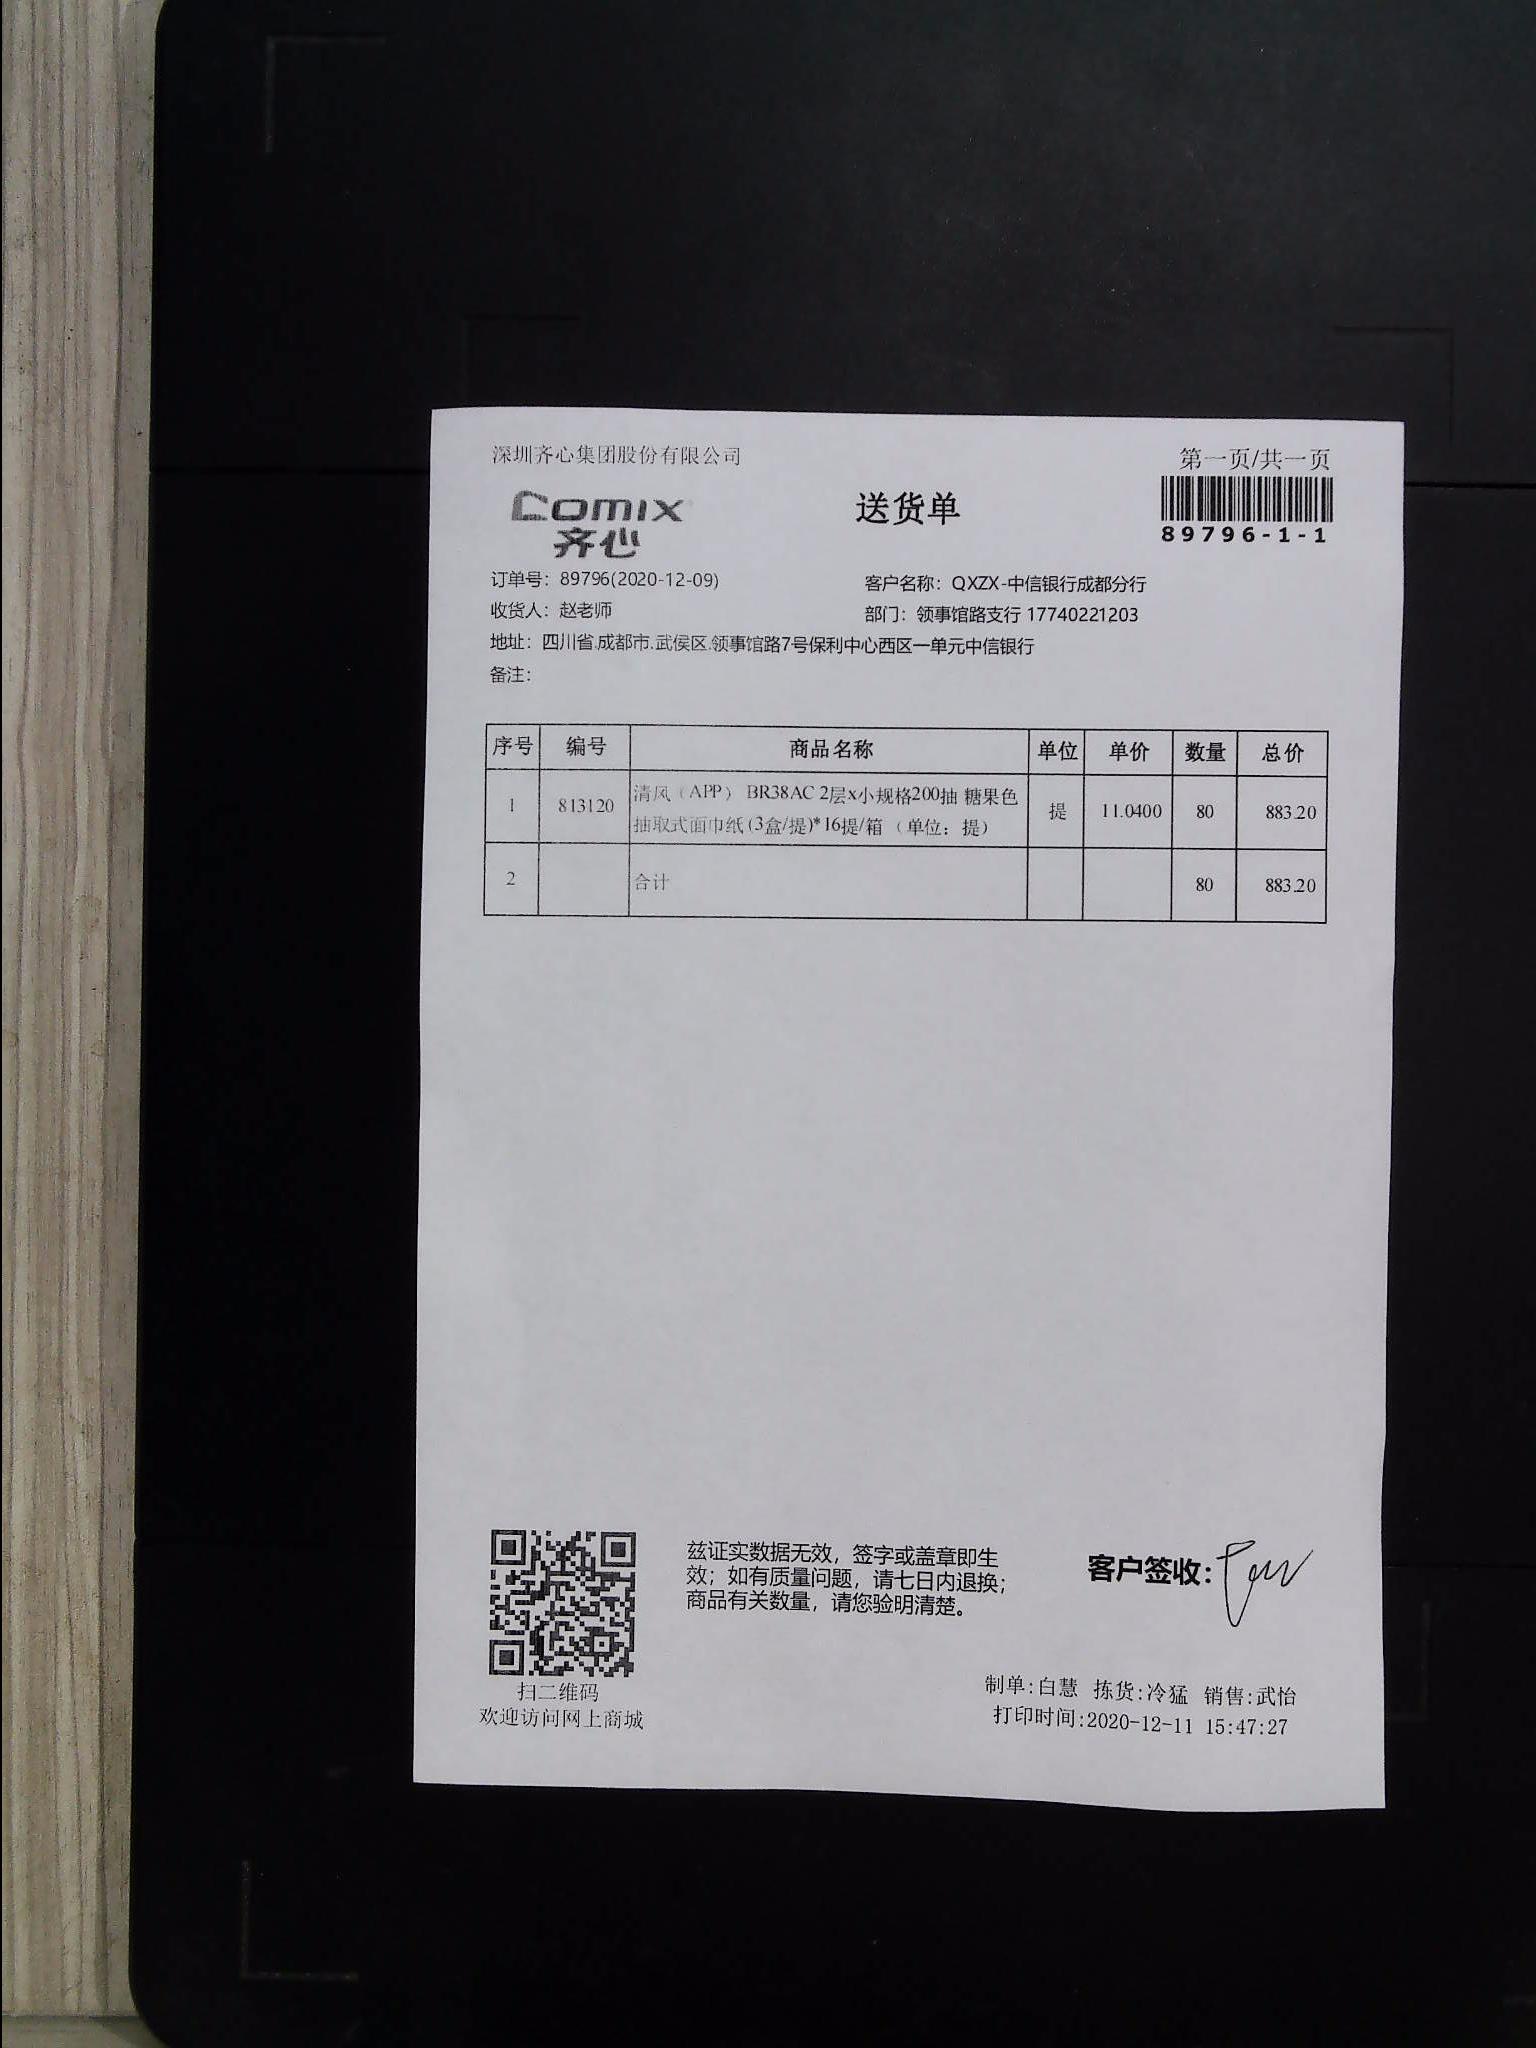 深圳齐心集团股份有限公司
第一页/共一页
Comix
齐心
送货单
89796-1-1
订单号：89796(2020-12-09)
客户名称：QXZX-中信银行成都分行
收货人：赵老师
部门：领事馆路支行 17740221203
地址：四川省.成都市.武侯区.领事馆路7号保利中心西区一单元中信银行
备注：
序号 编号 商品名称 单位 单价 数量 总价
1 813120 清风（APP） BR38AC 2层x小规格200抽 糖果色 提 11.0400 80 883.20
抽取式面巾纸(3盒/提)*16提/箱（单位：提）
2 合计 80 883.20
兹证实数据无效，签字或盖章即生
效；如有质量问题，请七日内退换；
商品有关数量，请您验明清楚。
客户签收：
扫二维码
欢迎访问网上商城
制单:白慧 拣货:冷猛 销售:武怡
打印时间:2020-12-11 15:47:27